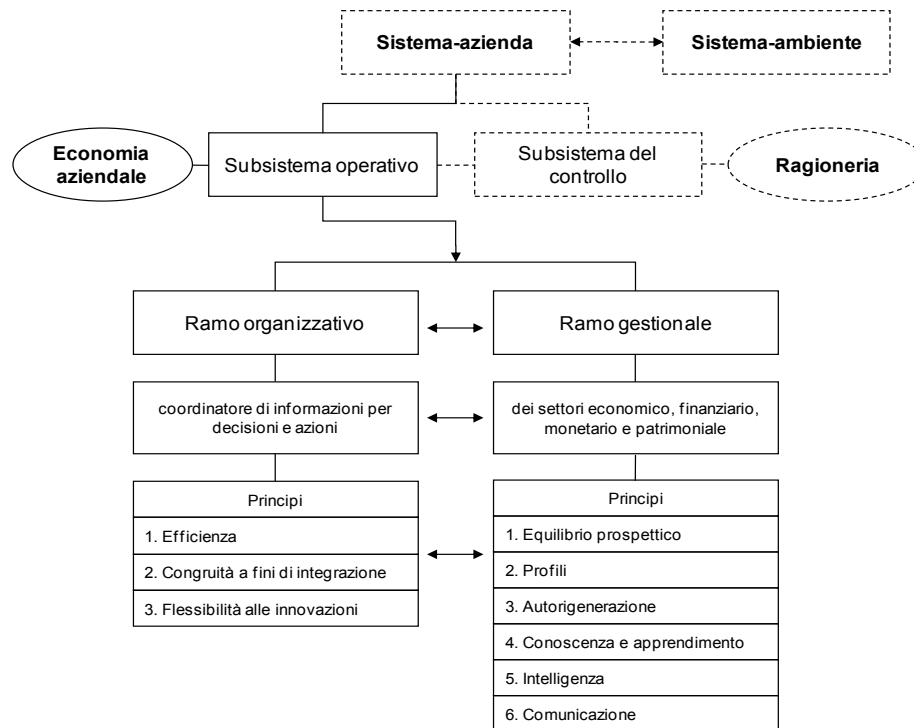 Sistema-azienda
Sistema-ambiente
Economia
aziendale
Subsistema operativo
Subsistema del
controllo
Ragioneria
Ramo organizzativo
Ramo gestionale
coordinatore di informazioni per
decisioni e azioni
dei settori economico, finanziario,
monetario e patrimoniale
Principi
1. Efficienza
2. Congruità a fini di integrazione
3. Flessibilità alle innovazioni
Principi
1. Equilibrio prospettico
2. Profili
3. Autorigenerazione
4. Conoscenza e apprendimento
5. Intelligenza
6. Comunicazione